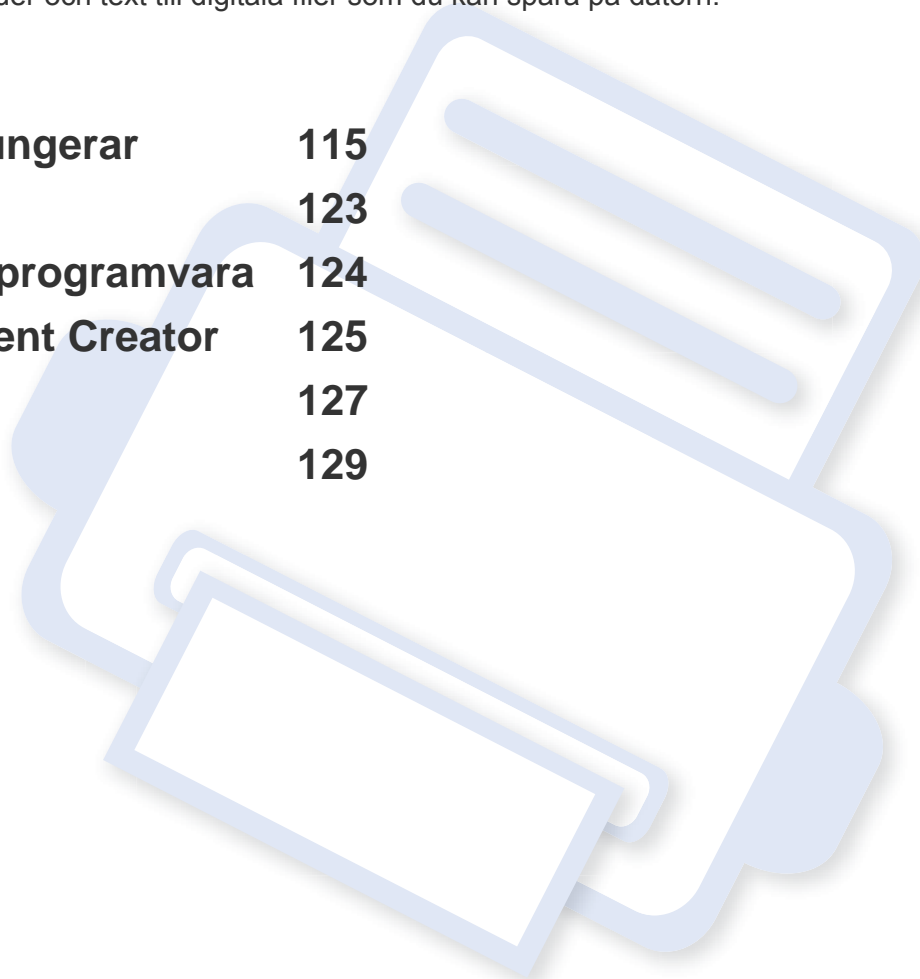 der och text till digitala filer som du kan spara på datorn.
ungerar 115
123
programvara 124
ent Creator 125
127
129